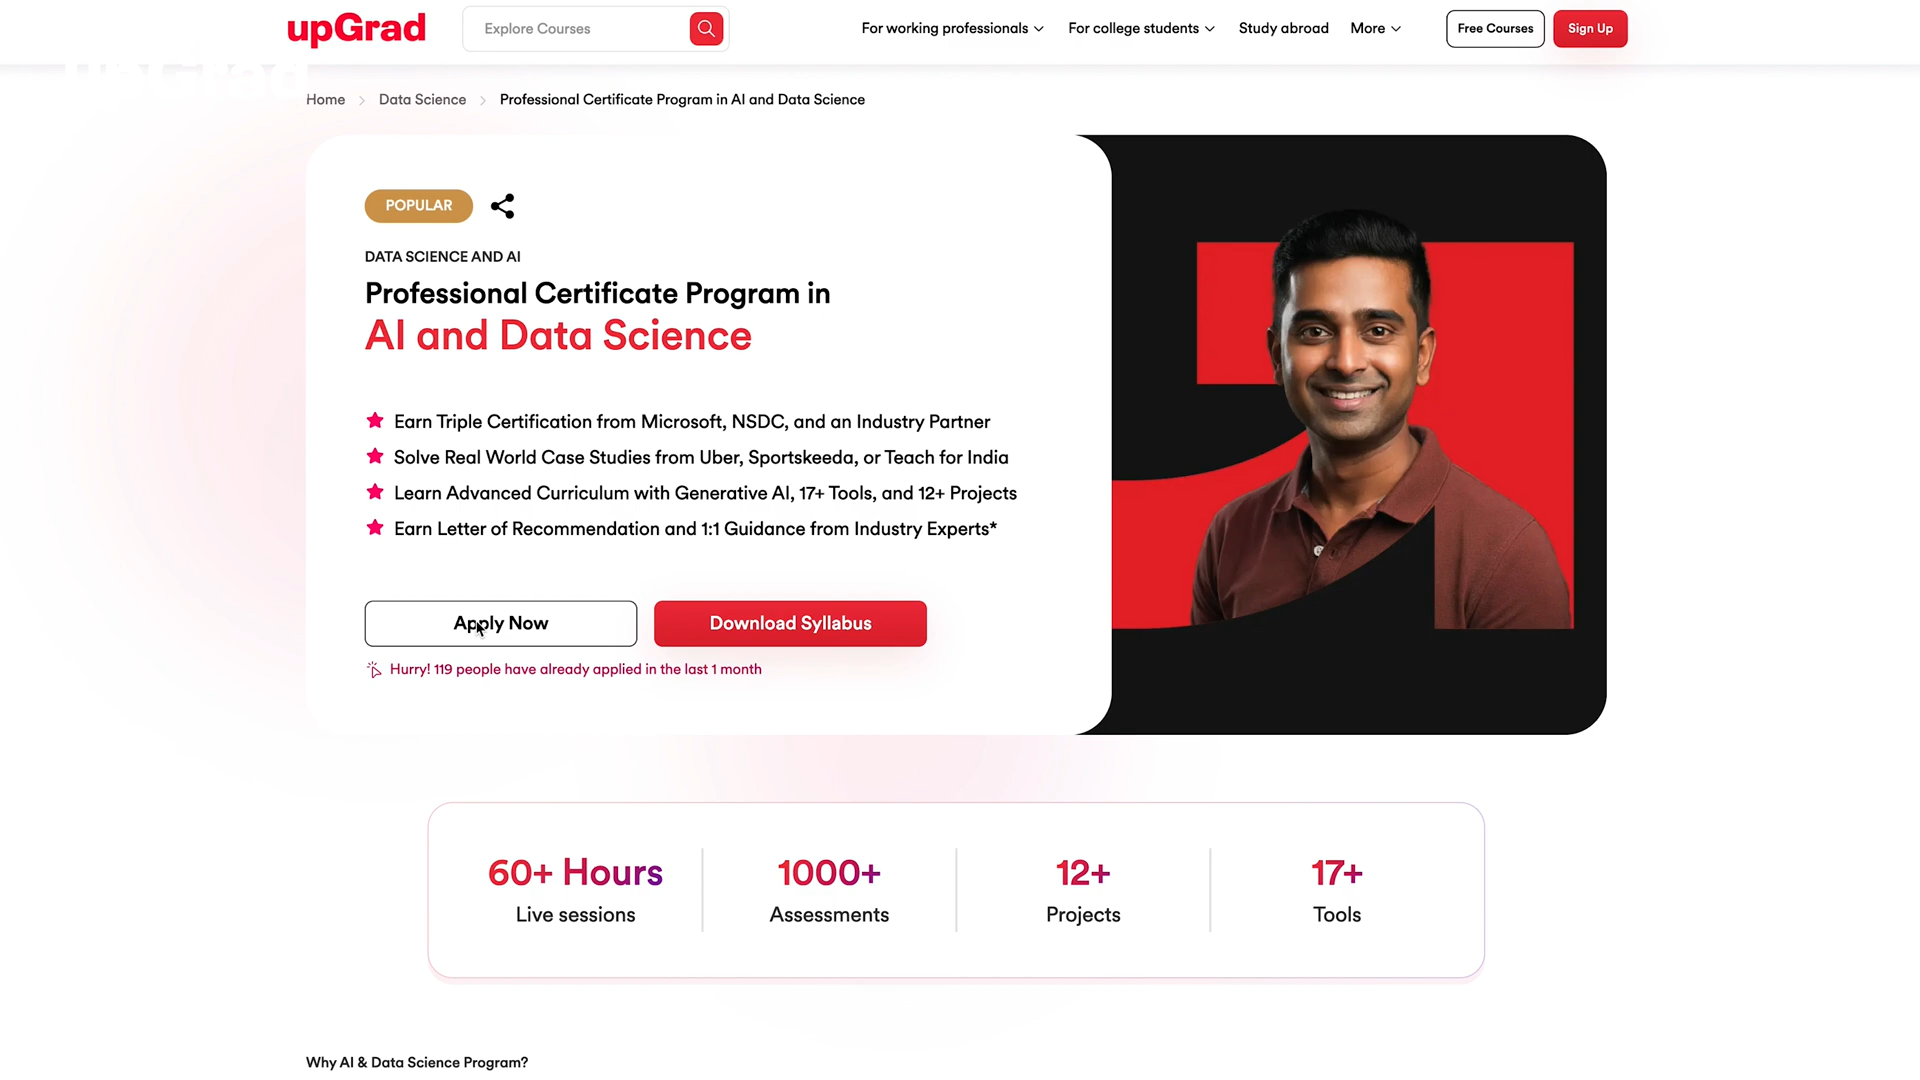 upGrad
Explore Courses
For working professionals
For college students
Study abroad
More
Free Courses
Sign Up
upGrad
Home
Data Science
Professional Certificate Program in AI and Data Science
POPULAR
DATA SCIENCE AND AI
Professional Certificate Program in
AI and Data Science
Earn Triple Certification from Microsoft, NSDC, and an Industry Partner
Solve Real World Case Studies from Uber, Sportskeeda, or Teach for India
Learn Advanced Curriculum with Generative AI, 17+ Tools, and 12+ Projects
Earn Letter of Recommendation and 1:1 Guidance from Industry Experts*
Apply Now
Download Syllabus
Hurry! 119 people have already applied in the last 1 month
60+ Hours
Live sessions
1000+
Assessments
12+
Projects
17+
Tools
Why AI & Data Science Program?